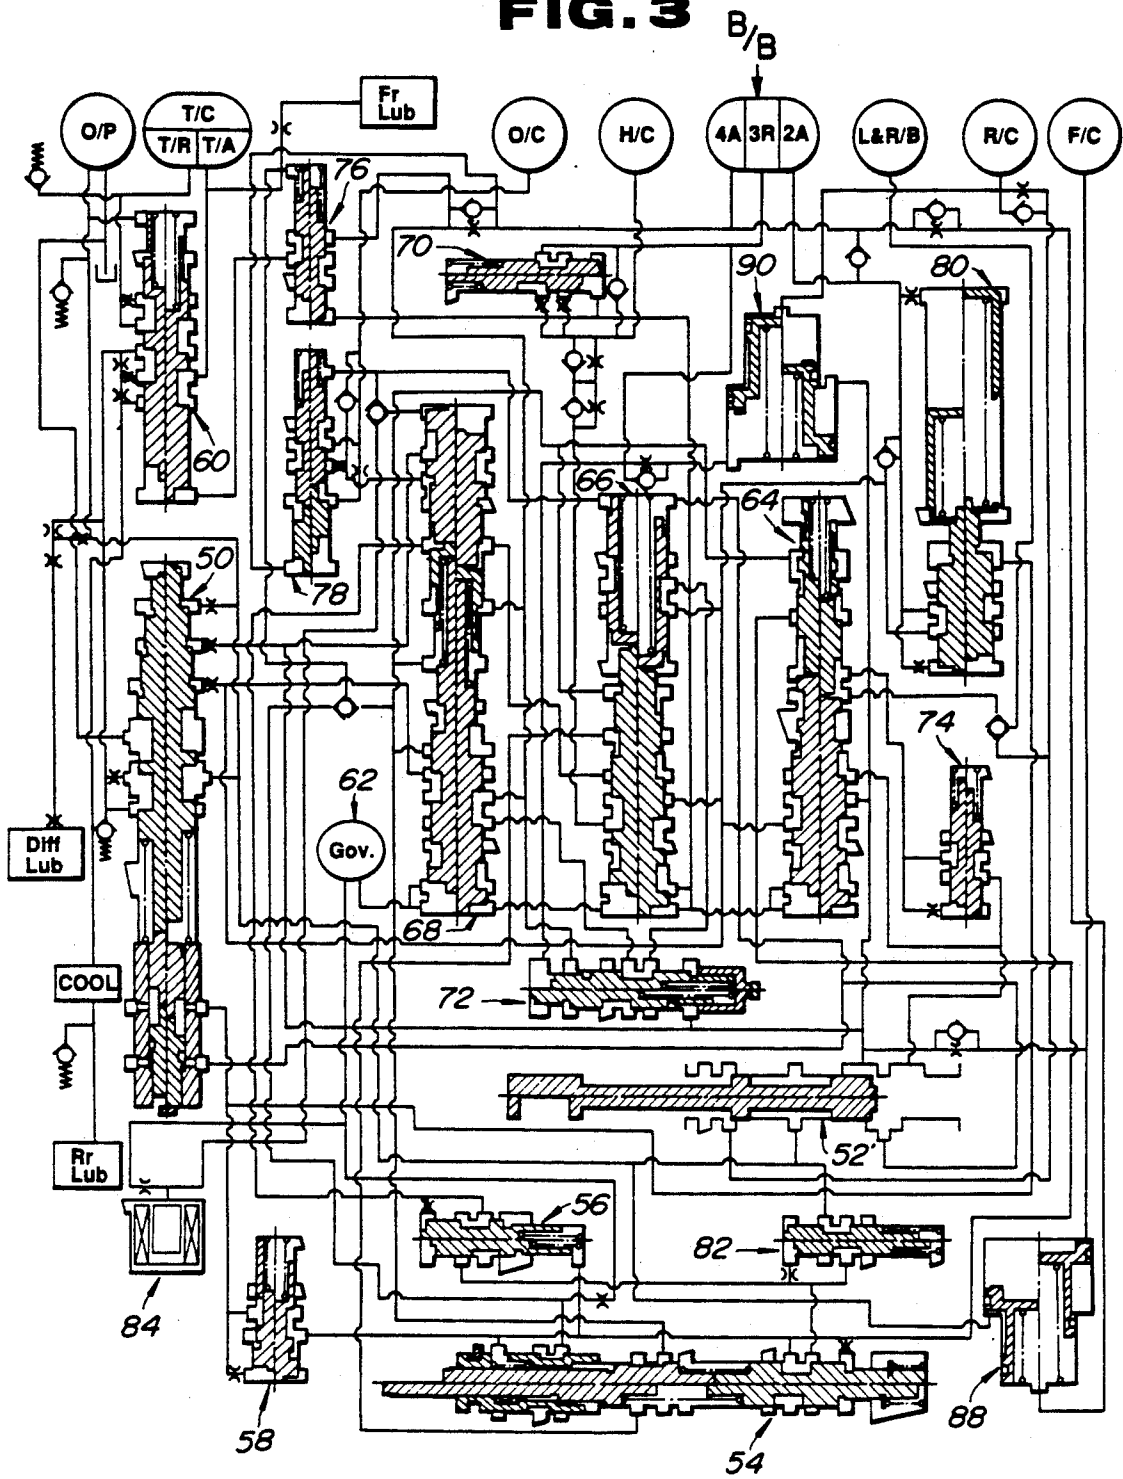 FIG. 3
B/B
Fr
Lub
O/P
T/C
T/R T/A
O/C
H/C
4A 3R 2A
L&R/B
R/C
F/C
76
70
90
80
60
66
64
50
78
74
62
Gov.
Diff
Lub
68
COOL
72
52'
Rr
Lub
56
82
84
88
58
54